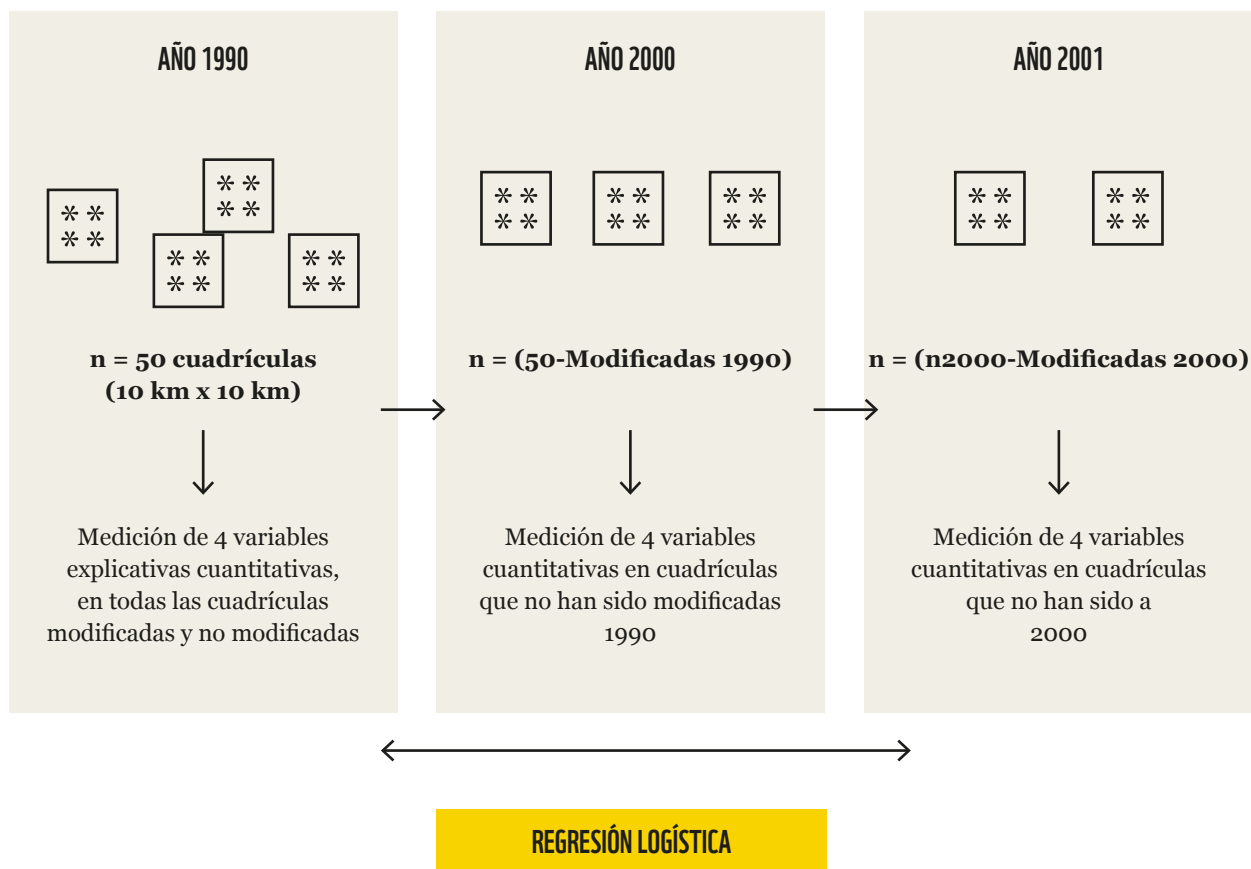 AÑO 1990
* *
* *
* *
* *
* *
* *
* *
* *
n = 50 cuadrículas
(10 km x 10 km)
Medición de 4 variables
explicativas cuantitativas,
en todas las cuadrículas
modificadas y no modificadas
AÑO 2000
* *
* *
* *
* *
* *
* *
n = (50-Modificadas 1990)
Medición de 4 variables
cuantitativas en cuadrículas
que no han sido modificadas
1990
AÑO 2001
* *
* *
* *
* *
n = (n2000-Modificadas 2000)
Medición de 4 variables
cuantitativas en cuadrículas
que no han sido a
2000
REGRESIÓN LOGÍSTICA